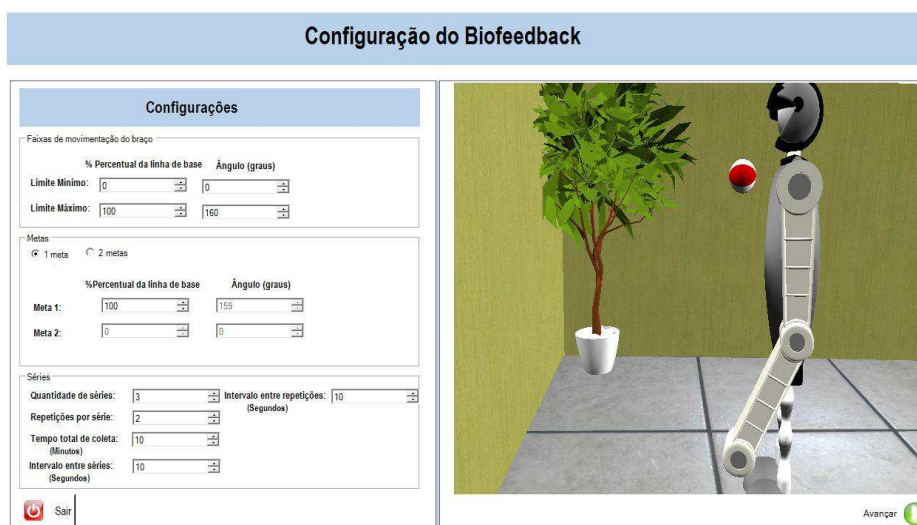 Configuração do Biofeedback
Configurações
Faixas de movimentação do braço
% Percentual da linha de base Ângulo (graus)
Limite Mínimo: 0 0
Limite Máximo: 100 160
Metas
1 meta 2 metas
%Percentual da linha de base Ângulo (graus)
Meta 1: 100 159
Meta 2: 0 0
Séries
Quantidade de séries: 3 Intervalo entre repetições: 10
(Segundos)
Repetições por série: 2
Tempo total de coleta: 10
(Minutos)
Intervalo entre séries: 10
(Segundos)
Sair
Avançar